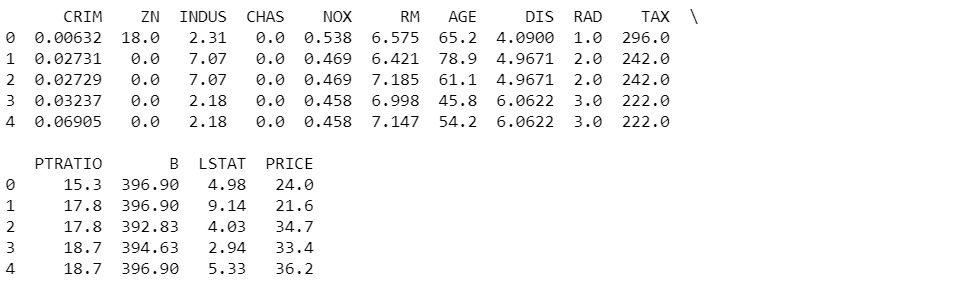 CRIM    ZN  INDUS  CHAS    NOX     RM   AGE     DIS  RAD    TAX  \
0  0.00632  18.0   2.31   0.0  0.538  6.575  65.2  4.0900  1.0  296.0
1  0.02731   0.0   7.07   0.0  0.469  6.421  78.9  4.9671  2.0  242.0
2  0.02729   0.0   7.07   0.0  0.469  7.185  61.1  4.9671  2.0  242.0
3  0.03237   0.0   2.18   0.0  0.458  6.998  45.8  6.0622  3.0  222.0
4  0.06905   0.0   2.18   0.0  0.458  7.147  54.2  6.0622  3.0  222.0
   PTRATIO       B  LSTAT  PRICE
0     15.3  396.90   4.98   24.0
1     17.8  396.90   9.14   21.6
2     17.8  392.83   4.03   34.7
3     18.7  394.63   2.94   33.4
4     18.7  396.90   5.33   36.2